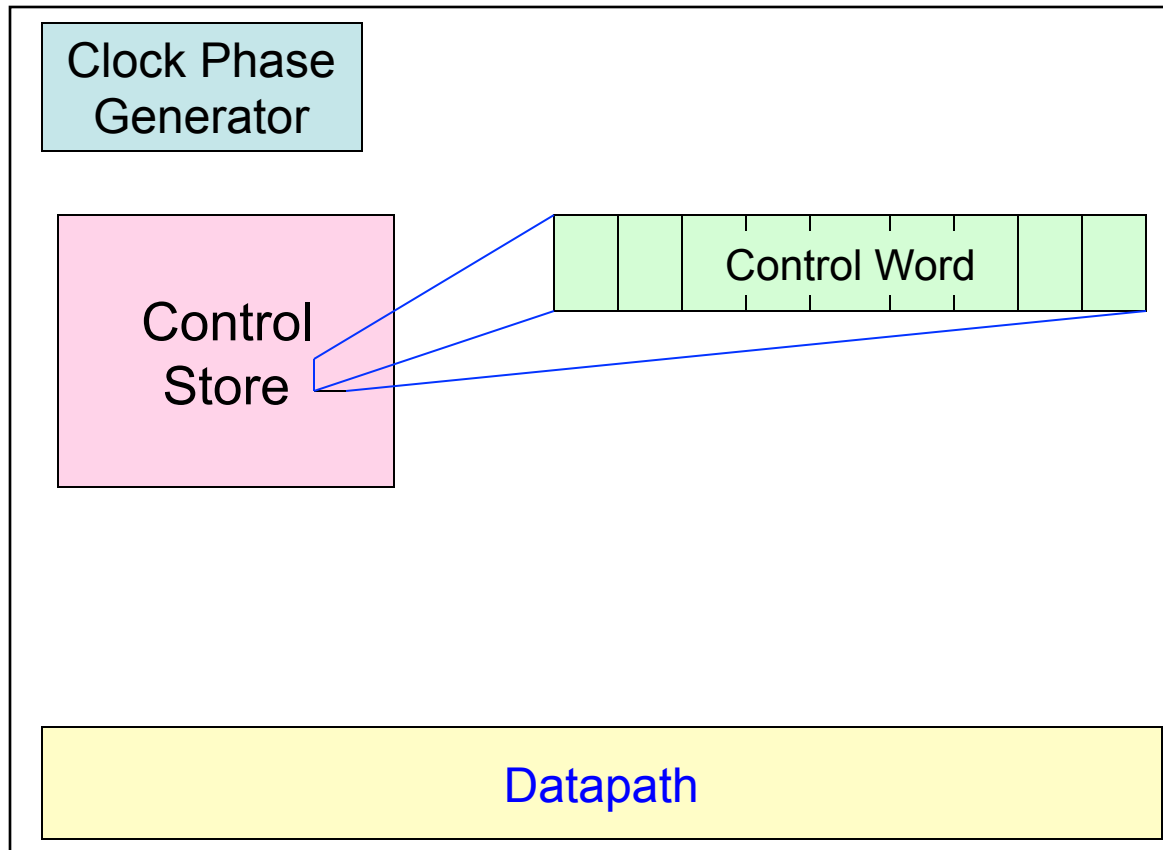 Clock Phase
Generator
Control Word
Control
Store
Datapath